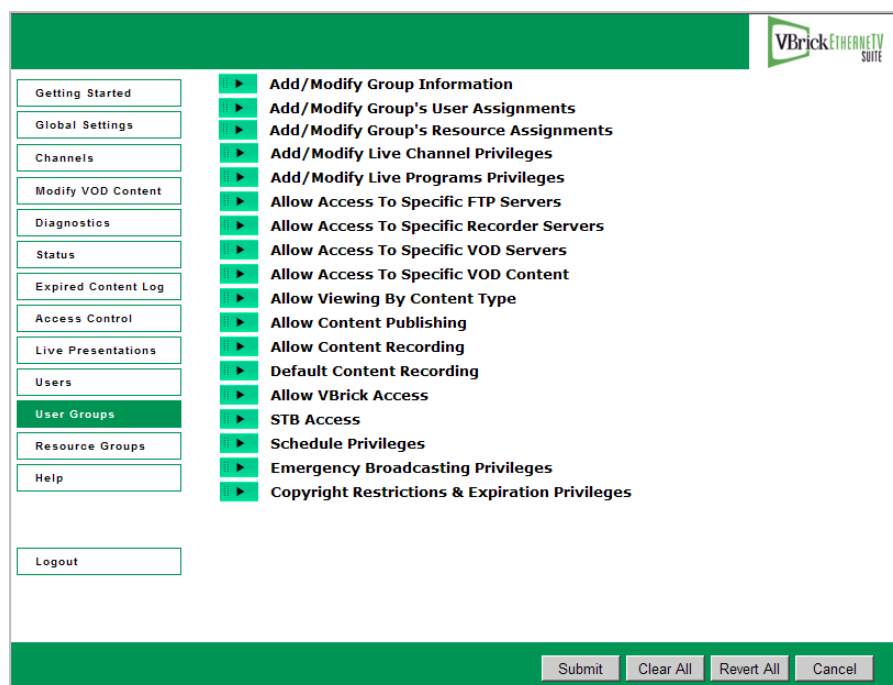 VBrick ETHERNETV
SUITE
Getting Started
Global Settings
Channels
Modify VOD Content
Diagnostics
Status
Expired Content Log
Access Control
Live Presentations
Users
User Groups
Resource Groups
Help
Logout
Add/Modify Group Information
Add/Modify Group's User Assignments
Add/Modify Group's Resource Assignments
Add/Modify Live Channel Privileges
Add/Modify Live Programs Privileges
Allow Access To Specific FTP Servers
Allow Access To Specific Recorder Servers
Allow Access To Specific VOD Servers
Allow Access To Specific VOD Content
Allow Viewing By Content Type
Allow Content Publishing
Allow Content Recording
Default Content Recording
Allow VBrick Access
STB Access
Schedule Privileges
Emergency Broadcasting Privileges
Copyright Restrictions & Expiration Privileges
Submit Clear All Revert All Cancel